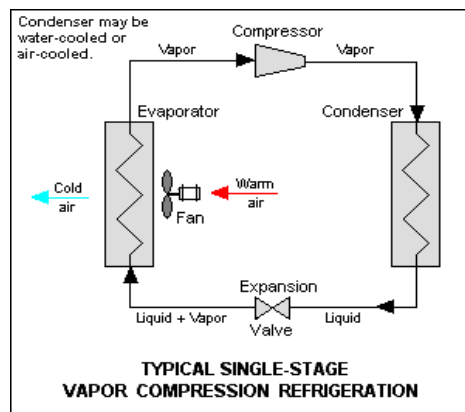 Condenser may be
water-cooled or
air-cooled.
Compressor
Vapor
Vapor
Evaporator
Condenser
Cold
air
Warm
air
Fan
Expansion
Valve
Liquid + Vapor
Liquid
TYPICAL SINGLE-STAGE
VAPOR COMPRESSION REFRIGERATION